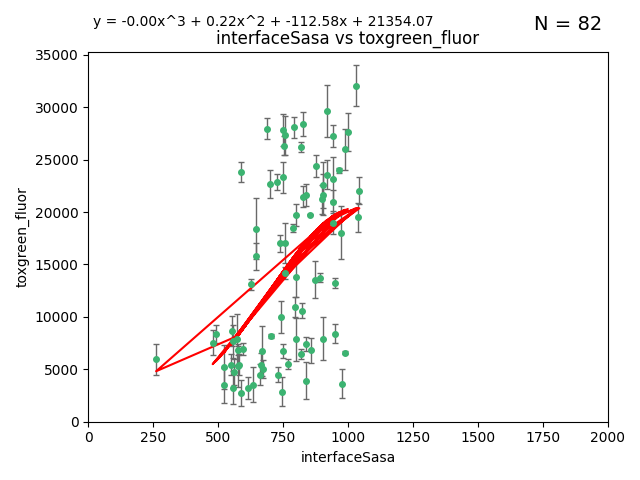 y = -0.00x^3 + 0.22x^2 + -112.58x + 21354.07
N = 82
interfaceSasa vs toxgreen_fluor
35000
30000
25000
20000
15000
10000
5000
0
toxgreen_fluor
0 250 500 750 1000 1250 1500 1750 2000
interfaceSasa